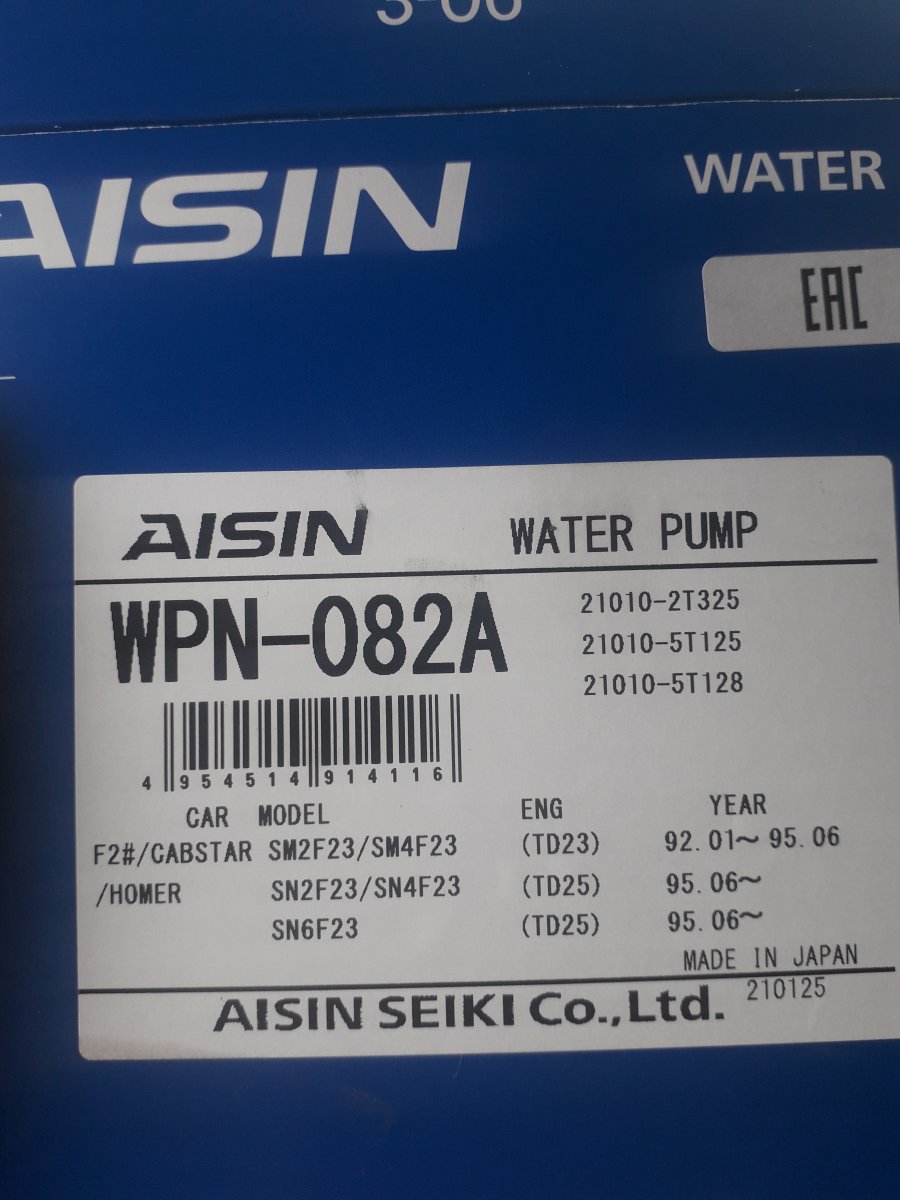 AISIN
WATER
EAC
AISIN WATER PUMP
WPN-082A
21010-2T325
21010-5T125
21010-5T128
4 954514 914116
CAR MODEL ENG YEAR
F2#/CABSTAR SM2F23/SM4F23 (TD23) 92.01～95.06
/HOMER SN2F23/SN4F23 (TD25) 95.06～
SN6F23 (TD25) 95.06～
MADE IN JAPAN
AISIN SEIKI Co.,Ltd. 210125